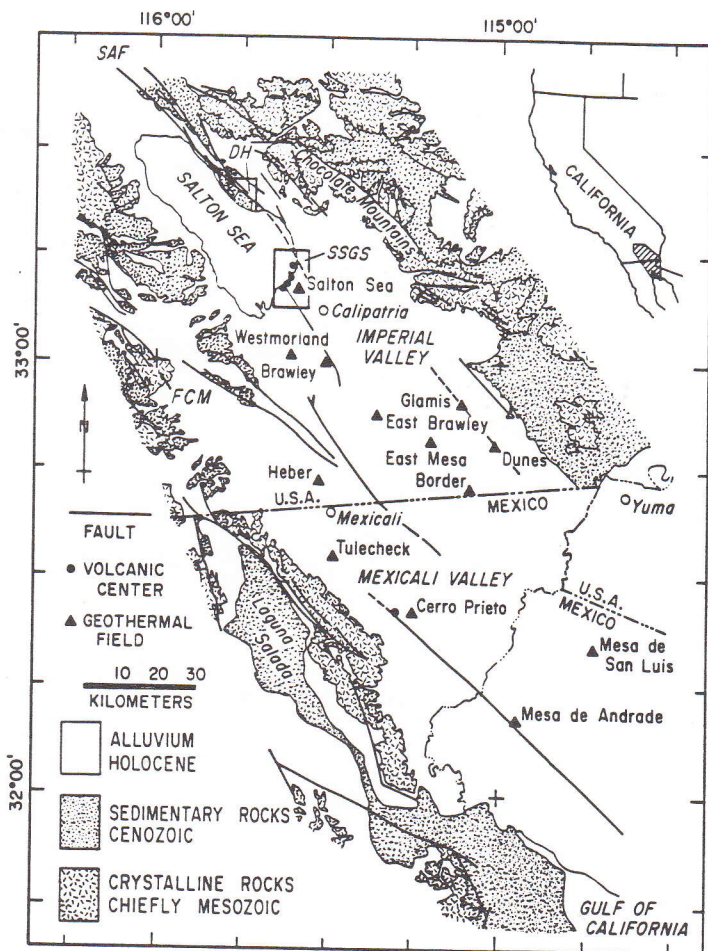 116°00'
115°00'
SAF
DH
Chocolate Mountains
SALTON SEA
CALIFORNIA
SSGS
Salton Sea
Calipatria
33°00'
Westmorland
Brawley
IMPERIAL
VALLEY
FCM
Glamis
East Brawley
N
East Mesa
Dunes
Border
Heber
U.S.A.
MEXICO
Yuma
Mexicali
FAULT
Tulecheck
VOLCANIC
CENTER
MEXICALI VALLEY
U.S.A.
MEXICO
GEOTHERMAL
FIELD
Cerro Prieto
Laguna
Salada
Mesa de
San Luis
10 20 30
KILOMETERS
Mesa de Andrade
ALLUVIUM
HOLOCENE
32°00'
SEDIMENTARY ROCKS
CENOZOIC
CRYSTALLINE ROCKS
CHIEFLY MESOZOIC
GULF OF
CALIFORNIA